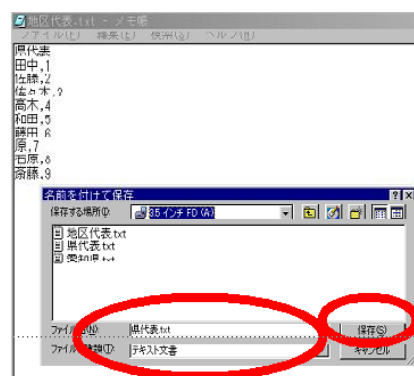 地区代表.txt - メモ帳
ファイル(F) 編集(E) 検索(S) ヘルプ(H)
県代表
田中,1
佐藤,2
佐々木,3
高木,4
和田,5
藤田,6
原,7
石原,8
斎藤,9
名前を付けて保存
保存する場所(I): 3.5 インチ FD (A:)
地区代表.txt
県代表.txt
愛知県.txt
ファイル名(N): 県代表.txt 保存(S)
ファイルの種類(T): テキスト文書 キャンセル